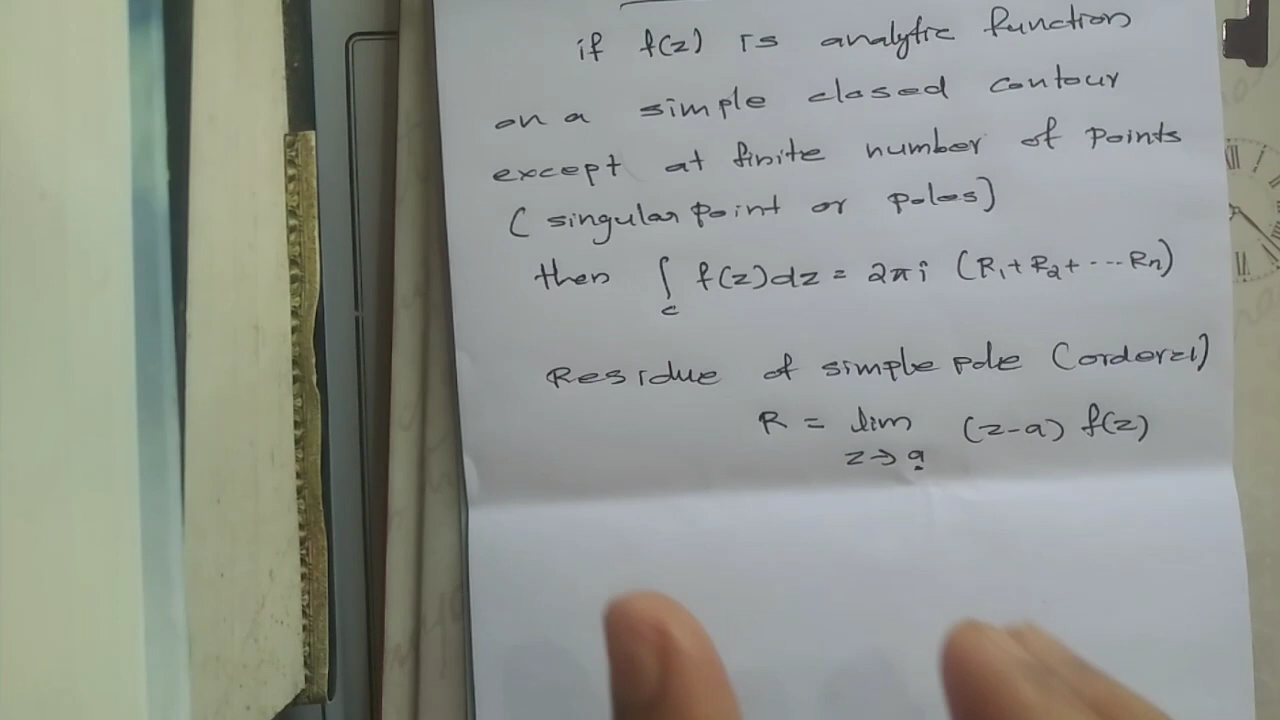 if f(z) is analytic function
on a simple closed contour
except at finite number of points
(singular point or poles)
then ∫c f(z)dz = 2πi (R1+R2+---Rn)
Residue of simple pole (order=1)
R = lim z→a (z-a) f(z)